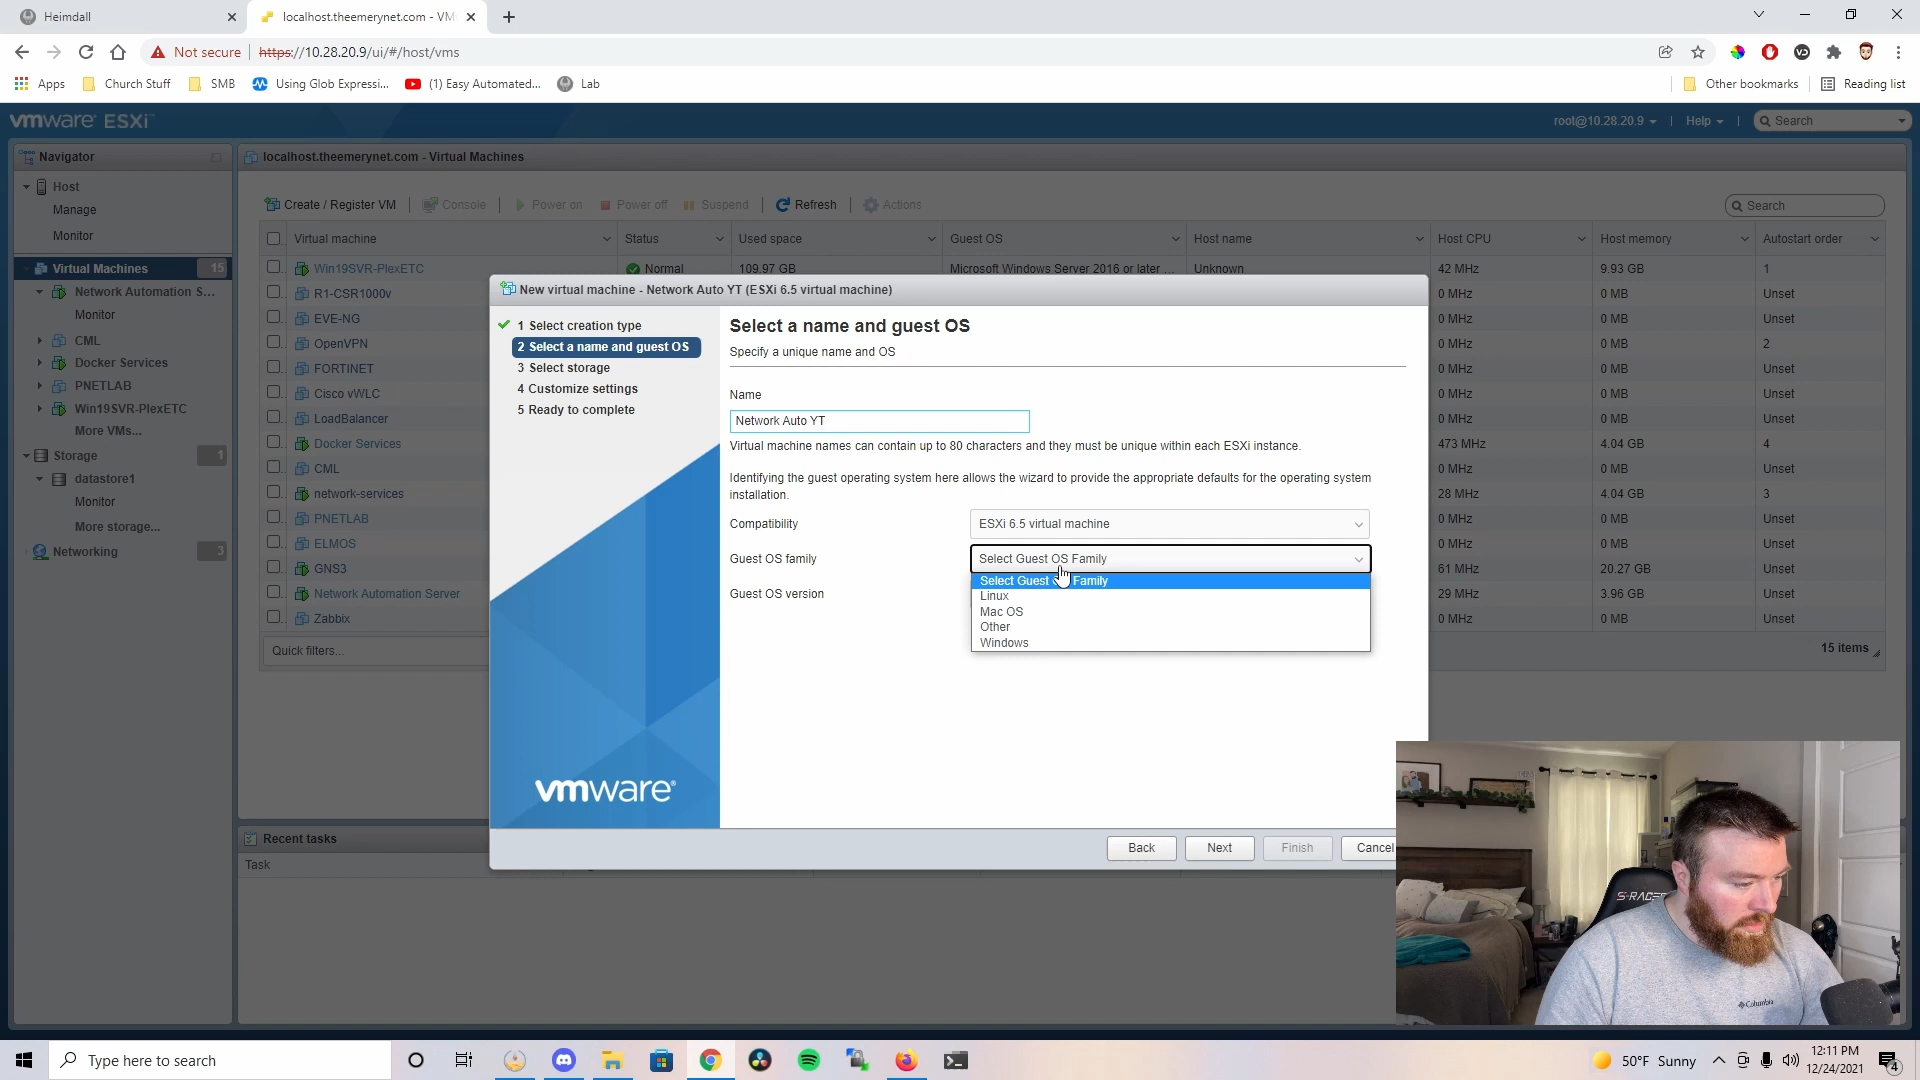 Heimdall
localhost.theemerynet.com - VM
Not secure
https://10.28.20.9/ui/#/host/vms
Apps
Church Stuff
SMB
Using Glob Expressi...
(1) Easy Automated...
Lab
Other bookmarks
Reading list
vmware ESXi
root@10.28.20.9
Help
Search
Navigator
Host
Manage
Monitor
Virtual Machines 15
Network Automation S...
Monitor
CML
Docker Services
PNETLAB
Win19SVR-PlexETC
More VMs...
Storage 1
datastore1
Monitor
More storage...
Networking 3
localhost.theemerynet.com - Virtual Machines
Create / Register VM
Console
Power on
Power off
Suspend
Refresh
Actions
Search
Virtual machine Status Used space Guest OS Host name Host CPU Host memory Autostart order
Win19SVR-PlexETC Normal 109.97 GB Microsoft Windows Server 2016 or later ... Unknown 42 MHz 9.93 GB 1
R1-CSR1000v 0 MHz 0 MB Unset
EVE-NG 0 MHz 0 MB Unset
OpenVPN 0 MHz 0 MB 2
FORTINET 0 MHz 0 MB Unset
Cisco vWLC 0 MHz 0 MB Unset
LoadBalancer 0 MHz 0 MB Unset
Docker Services 473 MHz 4.04 GB 4
CML 0 MHz 0 MB Unset
network-services 28 MHz 4.04 GB 3
PNETLAB 0 MHz 0 MB Unset
ELMOS 0 MHz 0 MB Unset
GNS3 61 MHz 20.27 GB Unset
Network Automation Server 29 MHz 3.96 GB Unset
Zabbix 0 MHz 0 MB Unset
Quick filters...
15 items
New virtual machine - Network Auto YT (ESXi 6.5 virtual machine)
1 Select creation type
2 Select a name and guest OS
3 Select storage
4 Customize settings
5 Ready to complete
vmware
Select a name and guest OS
Specify a unique name and OS
Name
Network Auto YT
Virtual machine names can contain up to 80 characters and they must be unique within each ESXi instance.
Identifying the guest operating system here allows the wizard to provide the appropriate defaults for the operating system
installation.
Compatibility
ESXi 6.5 virtual machine
Guest OS family
Select Guest OS Family
Select Guest Family
Linux
Mac OS
Other
Windows
Guest OS version
Back
Next
Finish
Cancel
Recent tasks
Task
S-RACER
Columbia
Type here to search
50°F Sunny
12:11 PM
12/24/2021
4